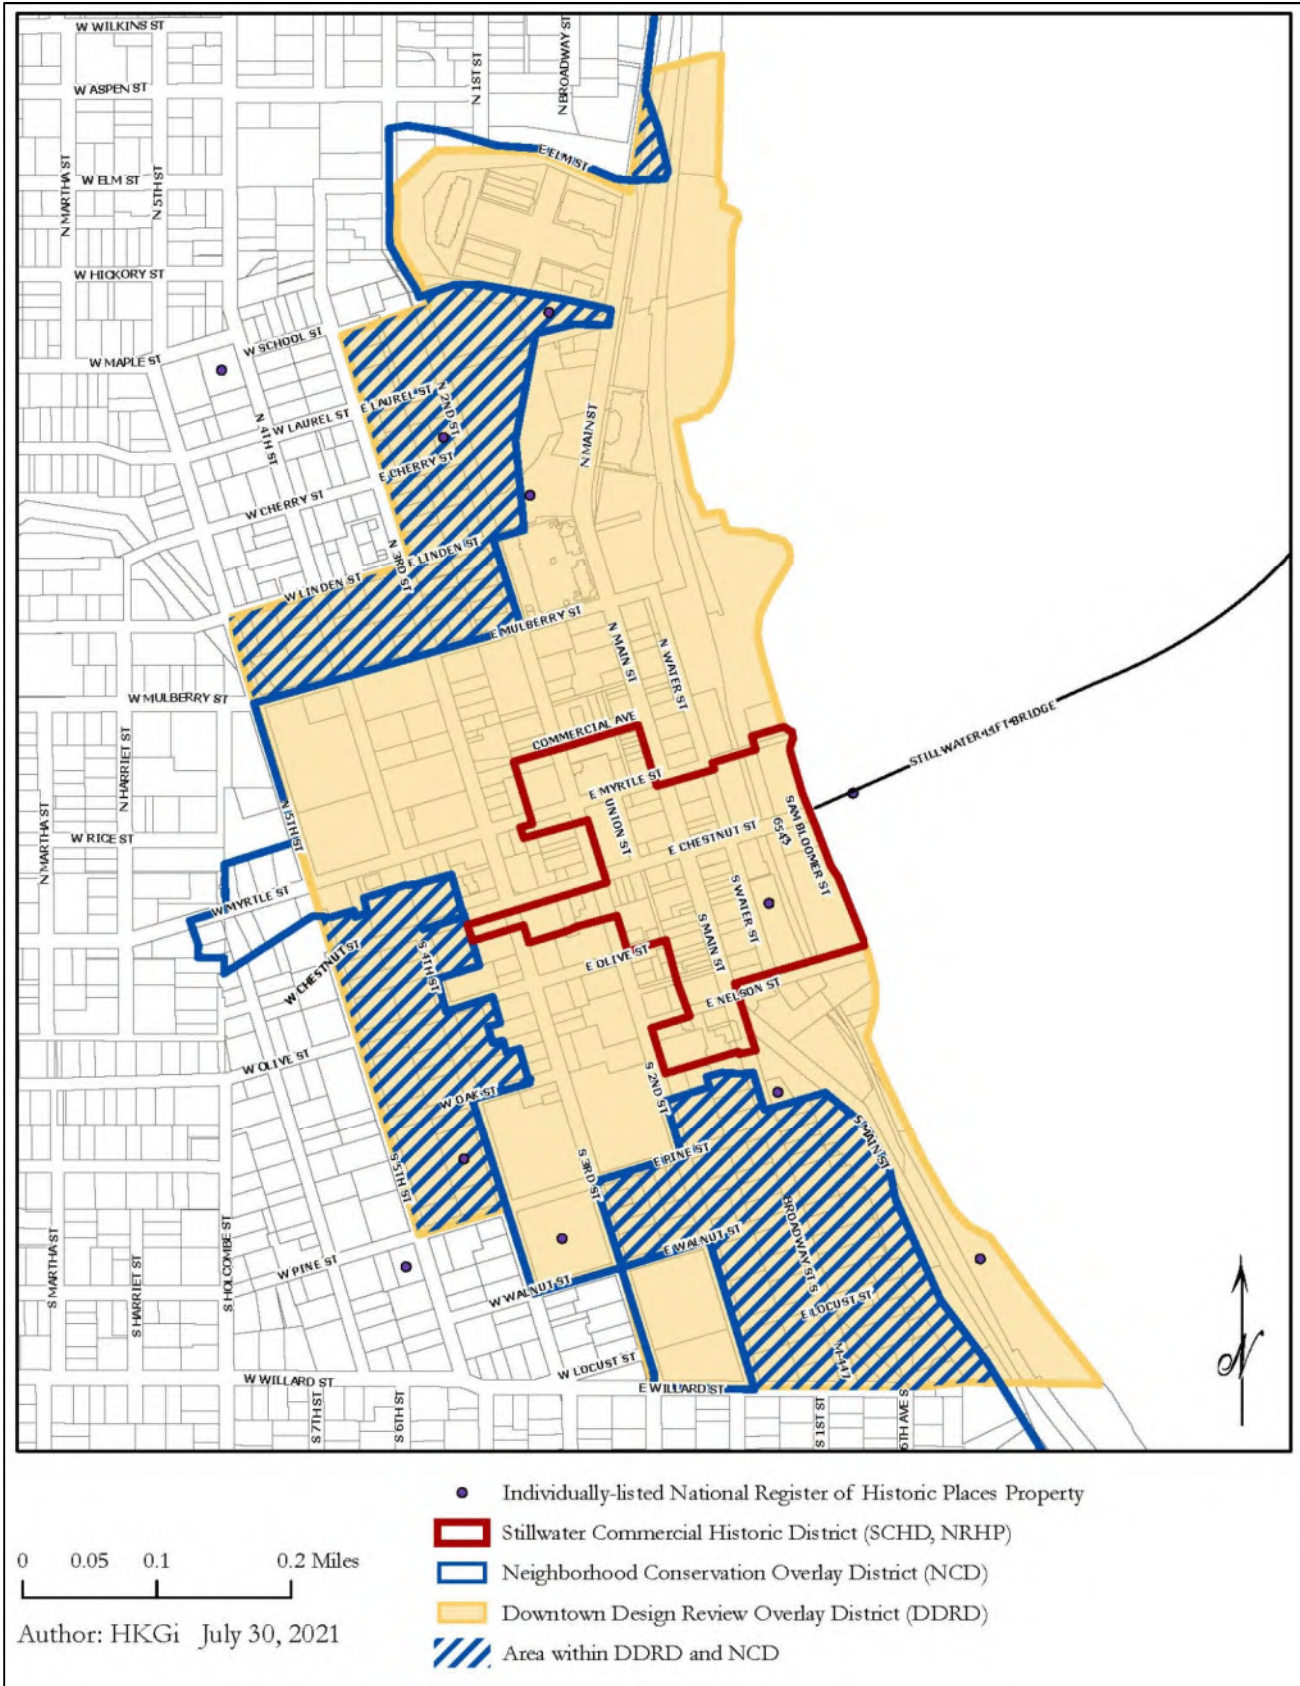 W WILKINS ST
N BROADWAY ST
N 1ST ST
W ASPEN ST
E ELM ST
N MARTHA ST
W ELM ST
N 5TH ST
W HICKORY ST
W SCHOOL ST
W MAPLE ST
E LAUREL ST
N 2ND ST
W LAUREL ST
N 4TH ST
N MAIN ST
E CHERRY ST
W CHERRY ST
E LINDEN ST
N 3RD ST
W LINDEN ST
E MULBERRY ST
N MAIN ST
N WATER ST
W MULBERRY ST
COMMERCIAL AVE
STILLWATER LIFT BRIDGE
N HARRIET ST
E MYRTLE ST
UNION ST
N 5TH ST
N MARTHA ST
W RICE ST
E CHESTNUT ST
6543
SAM BLOOMER ST
W MYRTLE ST
S WATER ST
S MAIN ST
W CHESTNUT ST
S 4TH ST
E OLIVE ST
E NELSON ST
W OLIVE ST
W OAK ST
S 2ND ST
S MAIN ST
E PINE ST
S 3RD ST
S 5TH ST
BROADWAY ST S
E WALNUT ST
S MARTHA ST
S HARRIET ST
S HOLCOMBE ST
W PINE ST
W WALNUT ST
E LOCUST ST
M-441
W LOCUST ST
W WILLARD ST
E WILLARD ST
S 7TH ST
S 6TH ST
S 1ST ST
6TH AVE S
N
Individually-listed National Register of Historic Places Property
Stillwater Commercial Historic District (SCHD, NRHP)
0 0.05 0.1 0.2 Miles
Neighborhood Conservation Overlay District (NCD)
Downtown Design Review Overlay District (DDRD)
Author: HKGi July 30, 2021
Area within DDRD and NCD